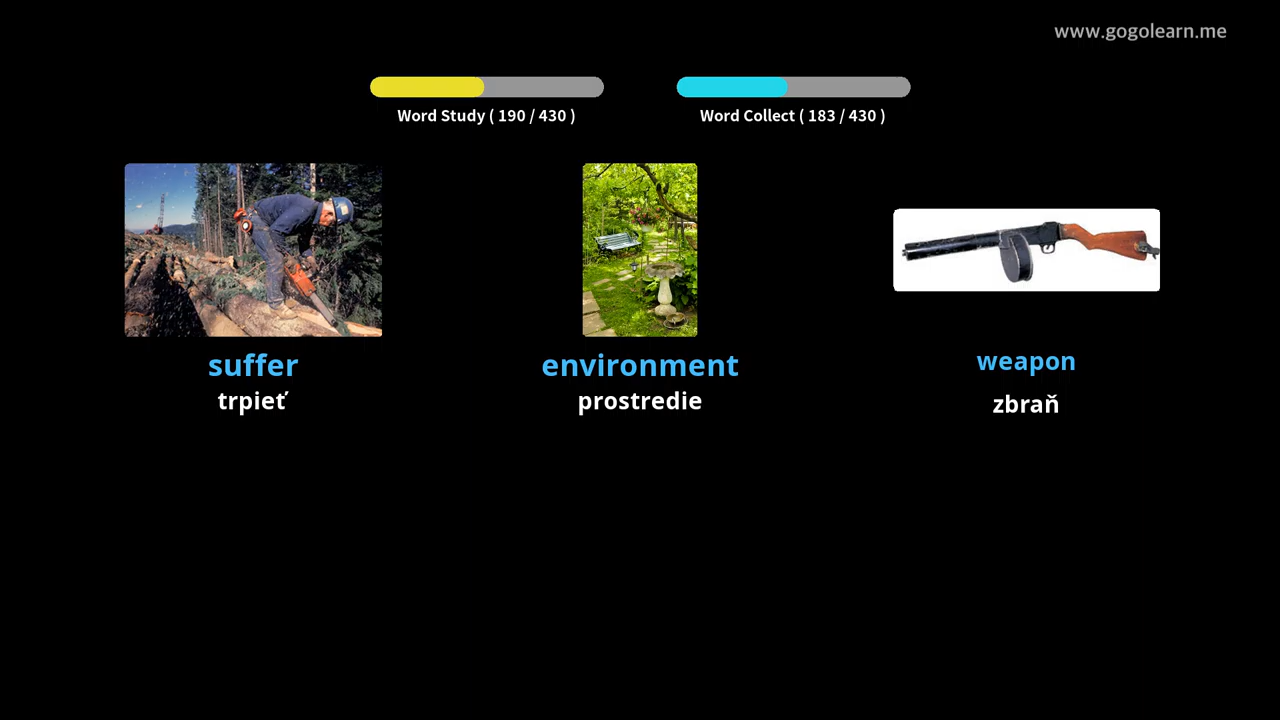 www.gogolearn.me
Word Study ( 190 / 430 )
Word Collect ( 183 / 430 )
suffer
trpieť
environment
prostredie
weapon
zbraň